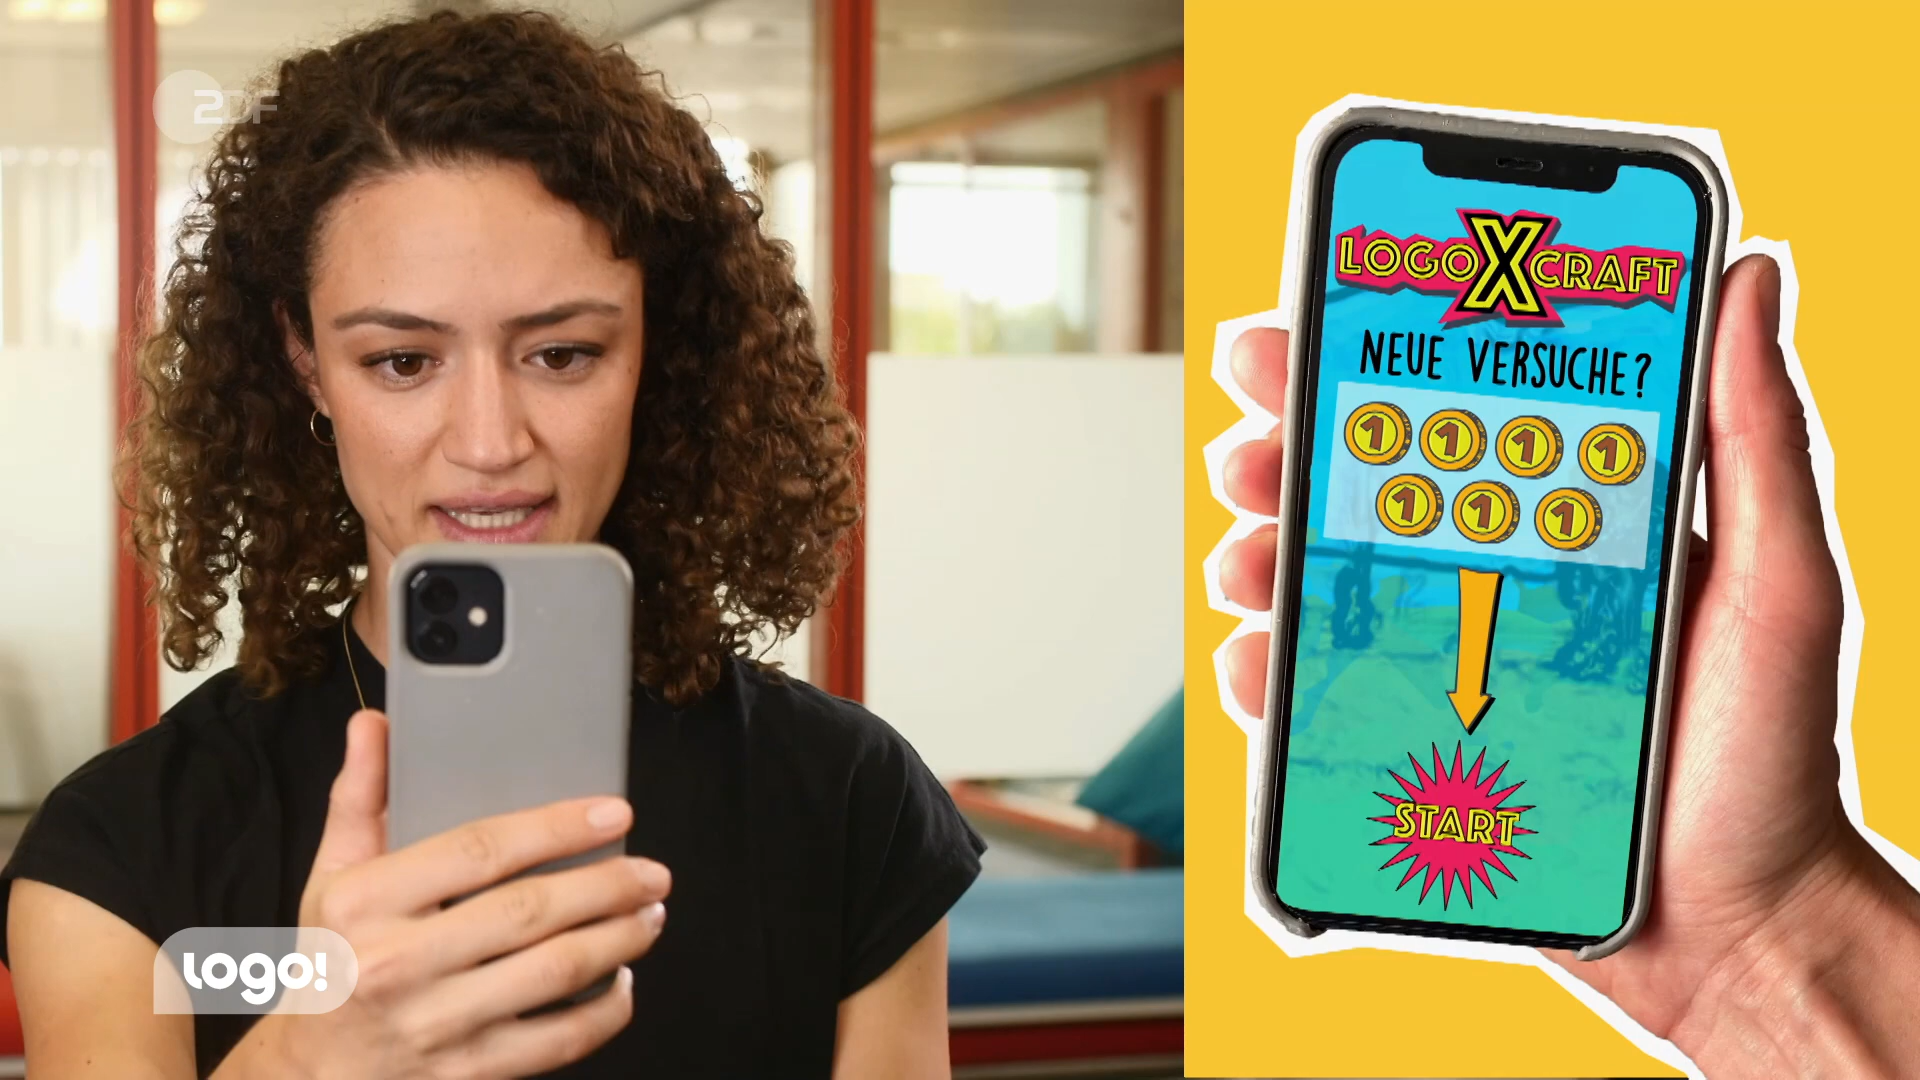 ZDF
logo!
LOGO X CRAFT
NEUE VERSUCHE?
1 1 1 1
1 1 1
START